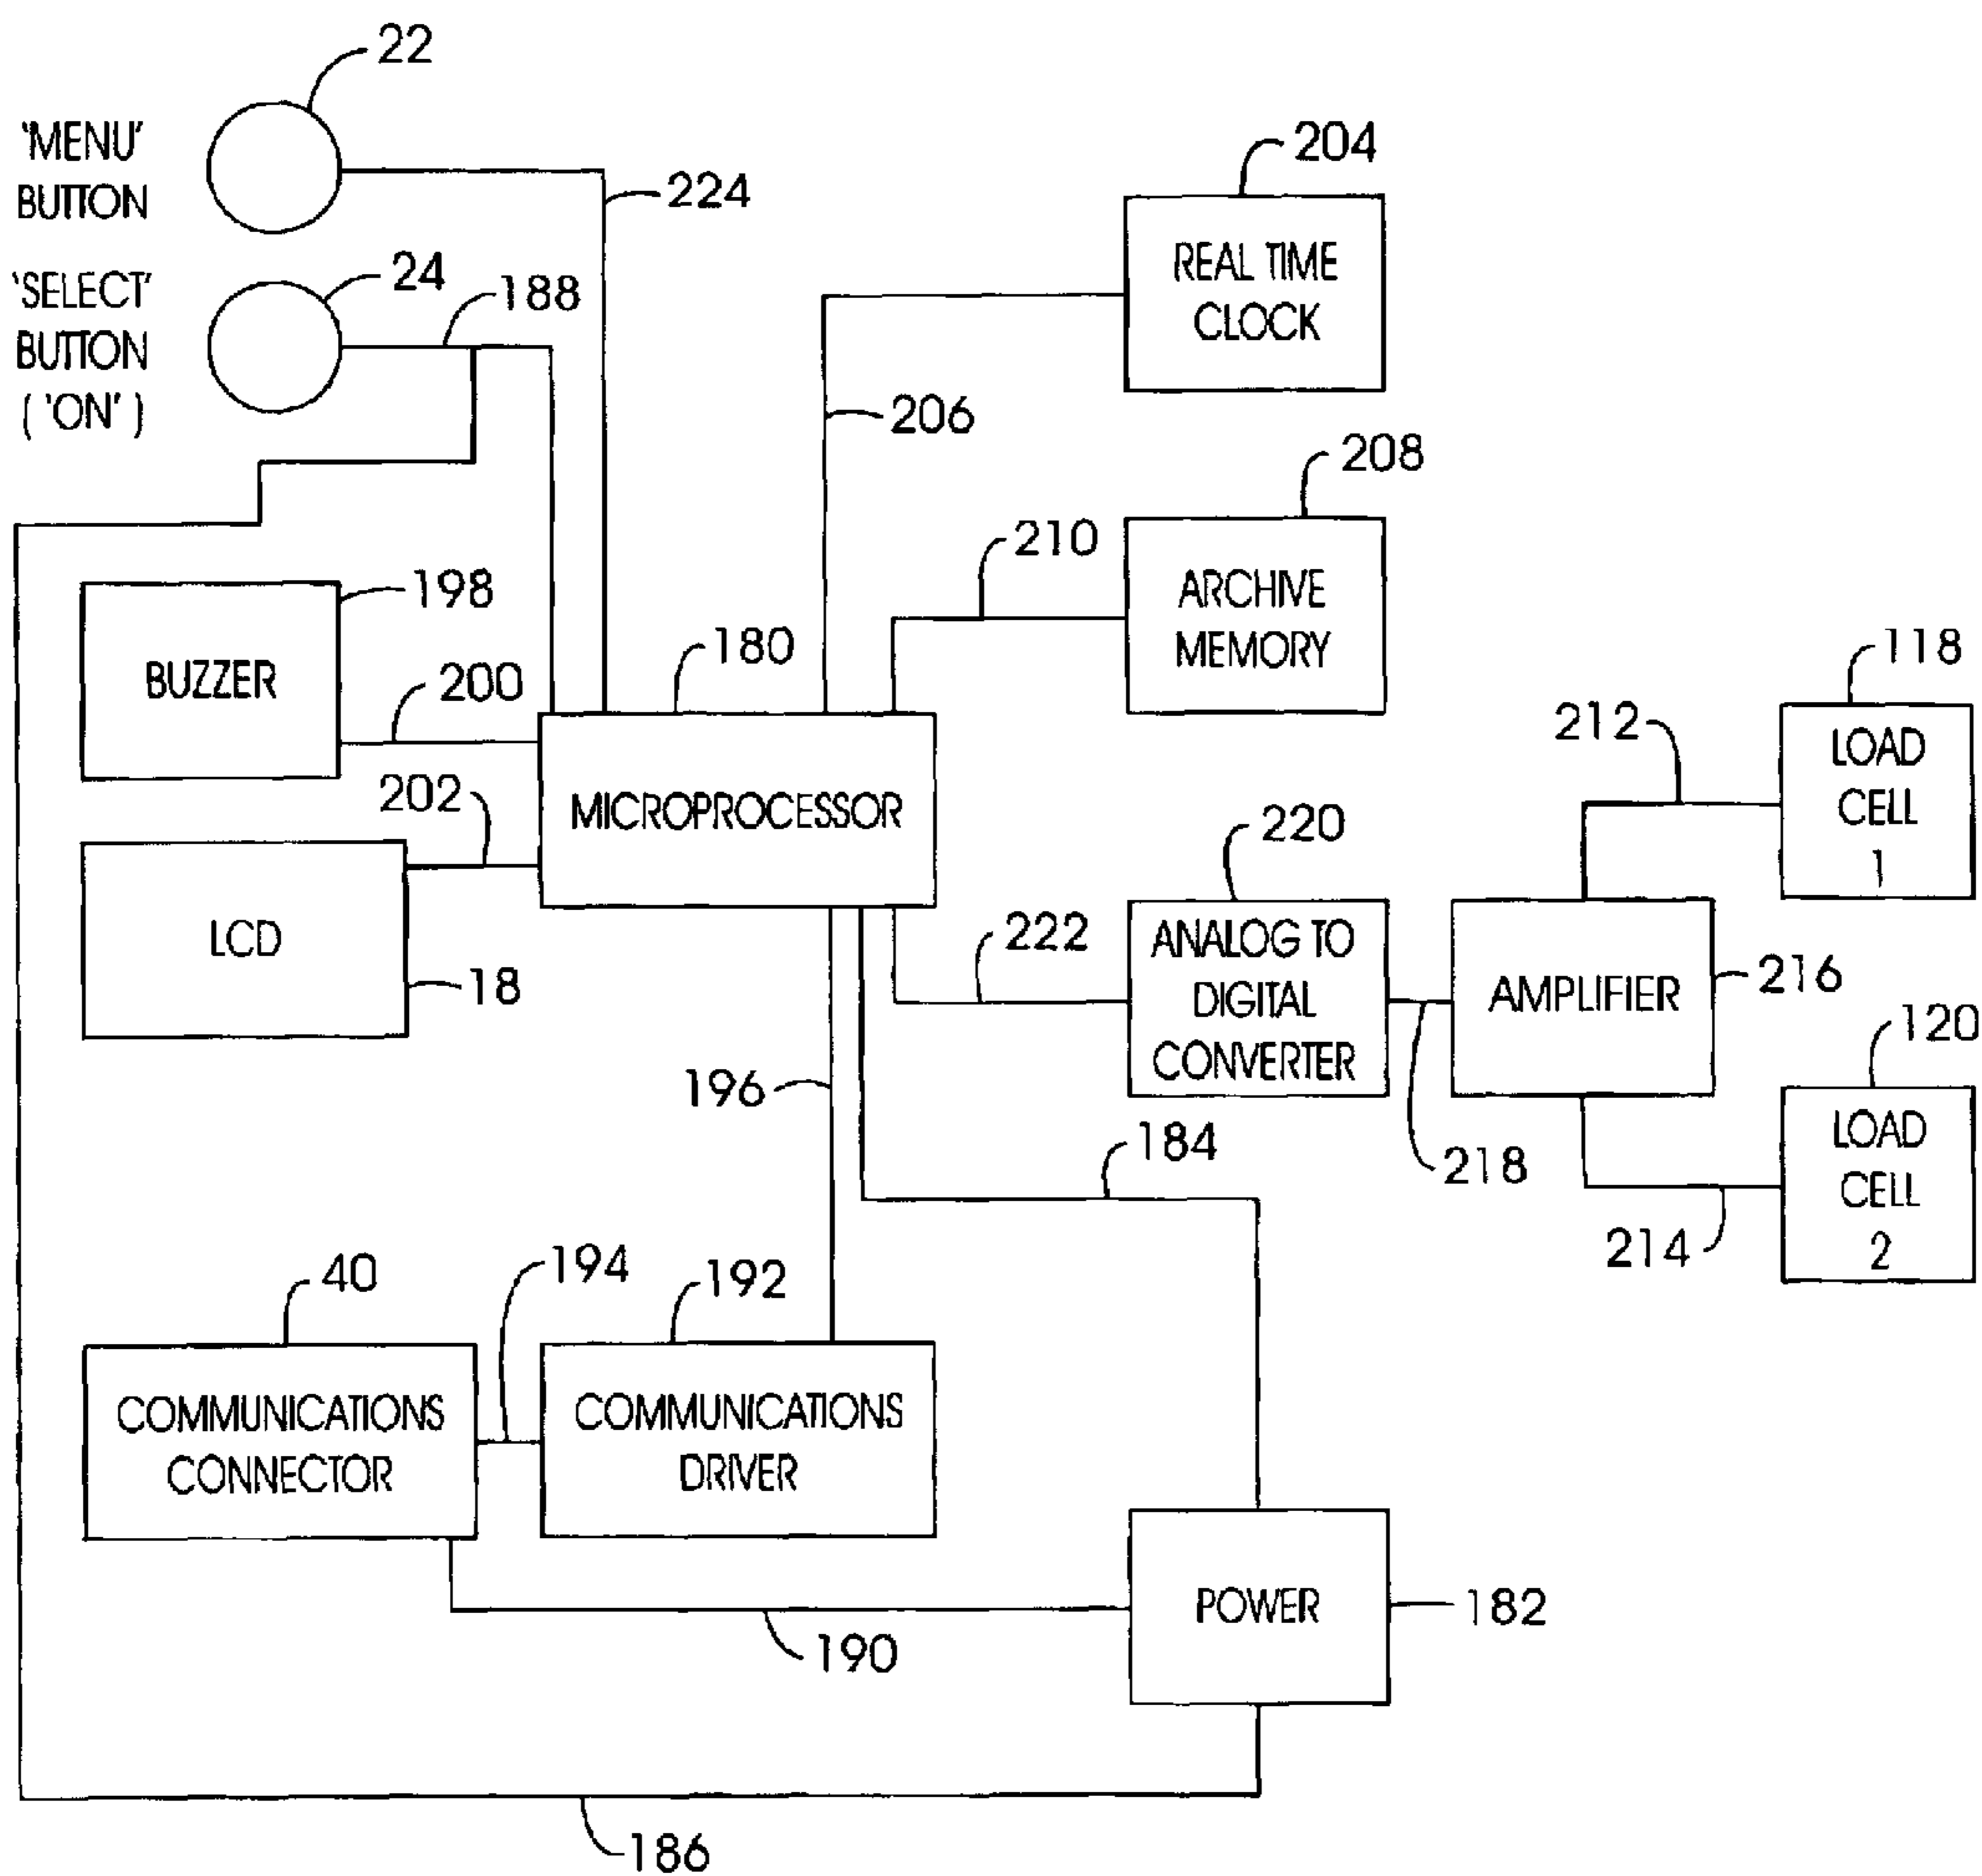 22
'MENU'
BUTTON
224
204
REAL TIME
CLOCK
24
'SELECT'
BUTTON
( 'ON' )
188
206
208
210
ARCHIVE
MEMORY
198
BUZZER
200
180
MICROPROCESSOR
202
LCD
18
118
212
LOAD
CELL
1
220
222
ANALOG TO
DIGITAL
CONVERTER
AMPLIFIER
216
120
LOAD
CELL
2
218
214
196
184
40
194
192
COMMUNICATIONS
CONNECTOR
COMMUNICATIONS
DRIVER
POWER
182
190
186